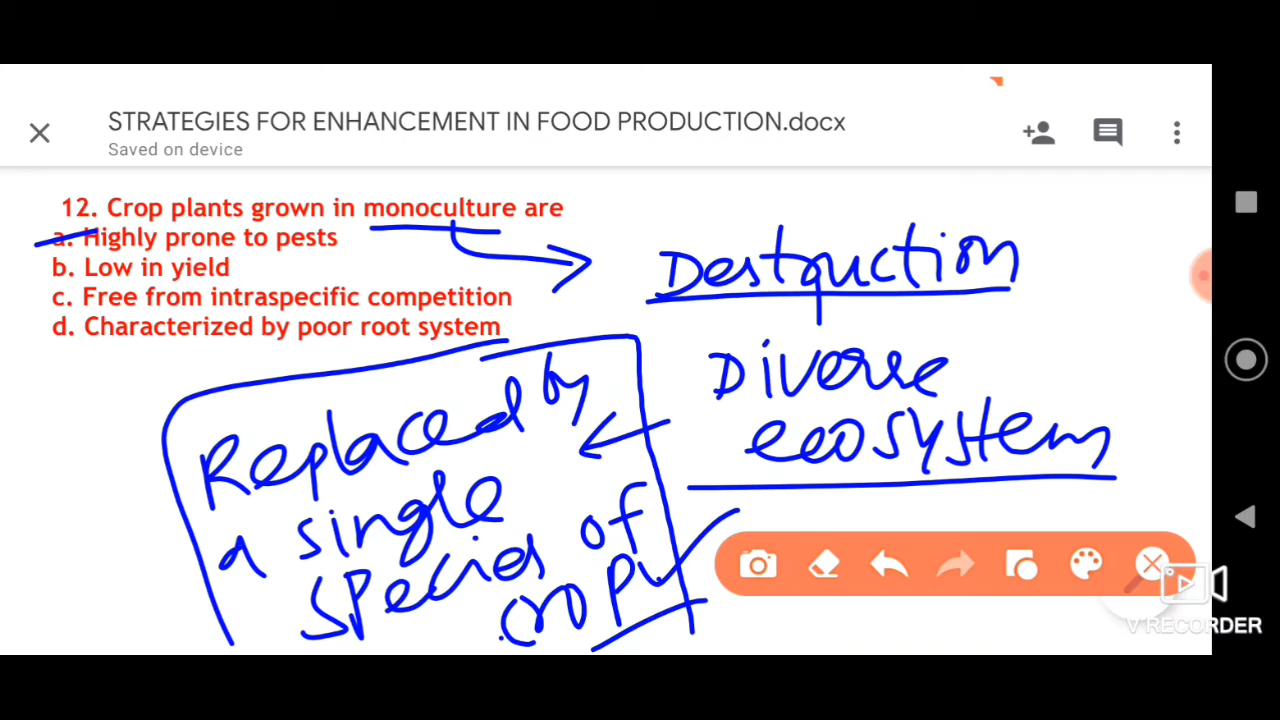 STRATEGIES FOR ENHANCEMENT IN FOOD PRODUCTION.docx
Saved on device
12. Crop plants grown in monoculture are
a. Highly prone to pests
b. Low in yield
c. Free from intraspecific competition
d. Characterized by poor root system
Destruction
Diverse
ecosystem
Replaced by
a single
species of
crop
V RECORDER